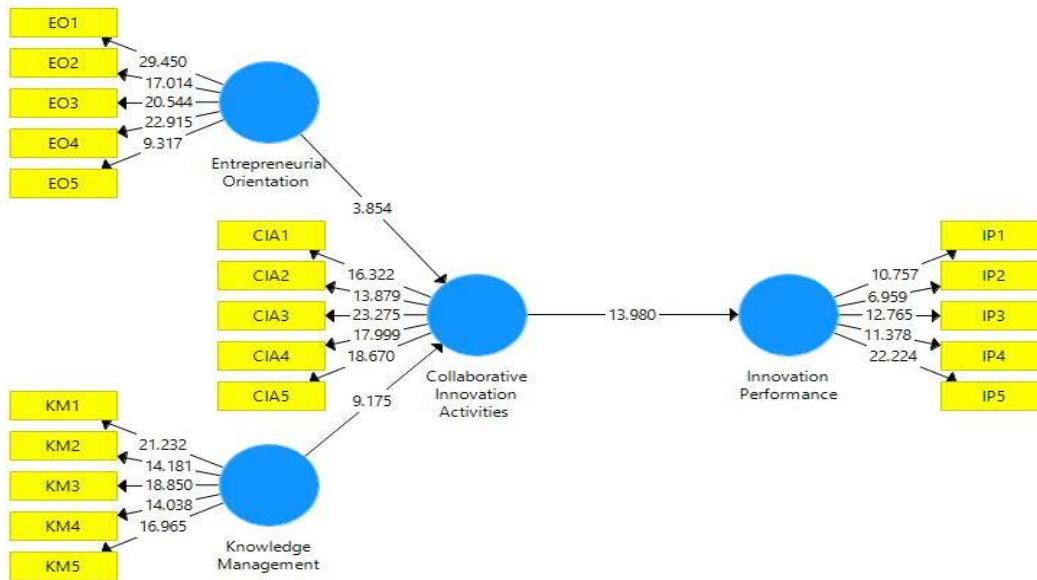 EO1
EO2
EO3
EO4
EO5
29.450
17.014
20.544
22.915
9.317
Entrepreneurial
Orientation
3.854
CIA1
CIA2
CIA3
CIA4
CIA5
16.322
13.879
23.275
17.999
18.670
Collaborative
Innovation
Activities
13.980
Innovation
Performance
10.757
6.959
12.765
11.378
22.224
IP1
IP2
IP3
IP4
IP5
9.175
KM1
KM2
KM3
KM4
KM5
21.232
14.181
18.850
14.038
16.965
Knowledge
Management